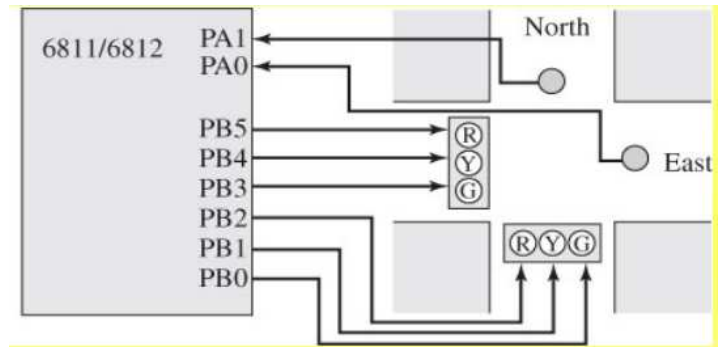 6811/6812
PA1
PA0
PB5
PB4
PB3
PB2
PB1
PB0
North
East
R
Y
G
R Y G